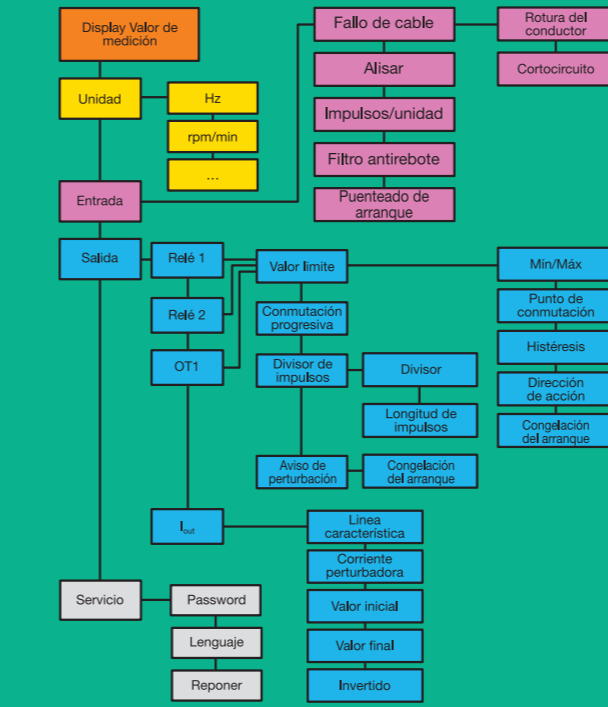 Display Valor de
medición
Unidad
Hz
rpm/min
...
Entrada
Fallo de cable
Rotura del
conductor
Cortocircuito
Alisar
Impulsos/unidad
Filtro antirebote
Puenteado de
arranque
Salida
Relé 1
Relé 2
OT1
Valor límite
Min/Máx
Punto de
conmutación
Histéresis
Dirección
de acción
Congelación
del arranque
Conmutación
progresiva
Divisor de
impulsos
Divisor
Longitud de
impulsos
Aviso de
perturbación
Congelación
del arranque
Iout
Linea
característica
Corriente
perturbadora
Valor inicial
Valor final
Invertido
Servicio
Password
Lenguaje
Reponer